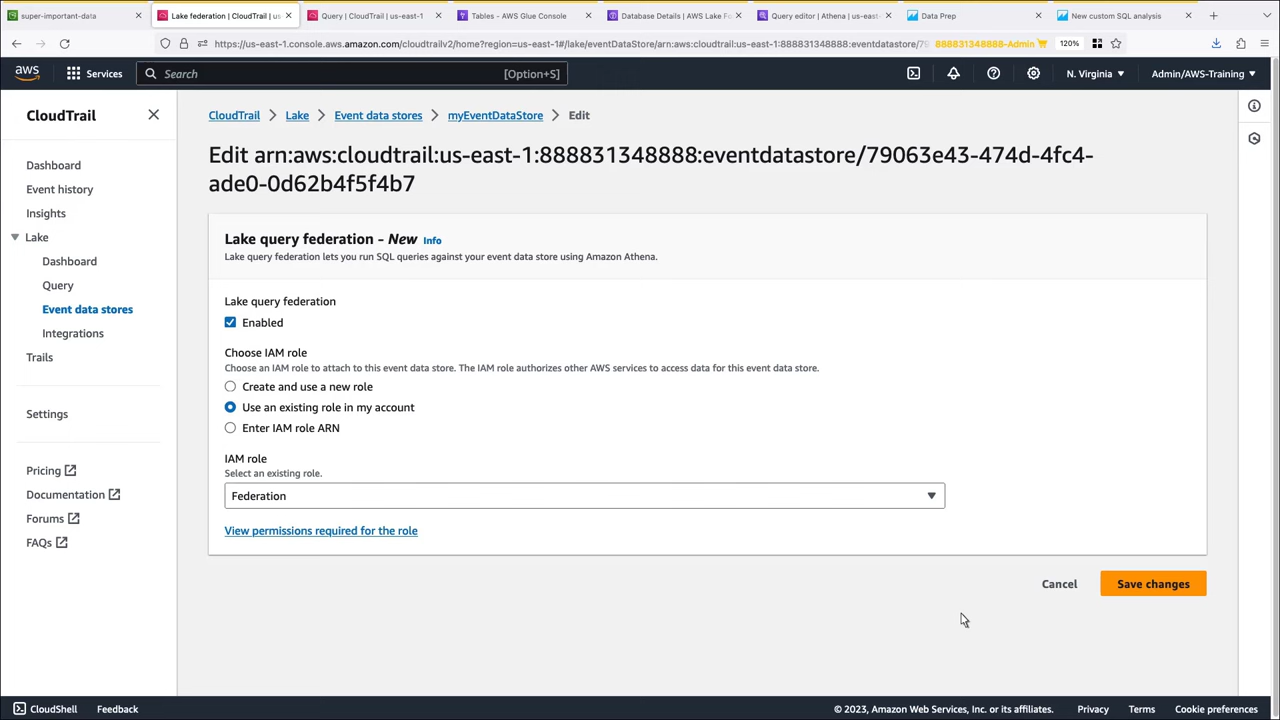 super-important-data
Lake federation | CloudTrail | us
Query | CloudTrail | us-east-1
Tables - AWS Glue Console
Database Details | AWS Lake Fo
Query editor | Athena | us-east-
Data Prep
New custom SQL analysis
https://us-east-1.console.aws.amazon.com/cloudtrailv2/home?region=us-east-1#/lake/eventDataStore/arn:aws:cloudtrail:us-east-1:888831348888:eventdatastore/79
888831348888-Admin
120%
aws
Services
Search
[Option+S]
N. Virginia
Admin/AWS-Training
CloudTrail
Dashboard
Event history
Insights
Lake
Dashboard
Query
Event data stores
Integrations
Trails
Settings
Pricing
Documentation
Forums
FAQs
CloudTrail
Lake
Event data stores
myEventDataStore
Edit
Edit arn:aws:cloudtrail:us-east-1:888831348888:eventdatastore/79063e43-474d-4fc4-
ade0-0d62b4f5f4b7
Lake query federation - New Info
Lake query federation lets you run SQL queries against your event data store using Amazon Athena.
Lake query federation
Enabled
Choose IAM role
Choose an IAM role to attach to this event data store. The IAM role authorizes other AWS services to access data for this event data store.
Create and use a new role
Use an existing role in my account
Enter IAM role ARN
IAM role
Select an existing role.
Federation
View permissions required for the role
Cancel
Save changes
CloudShell
Feedback
© 2023, Amazon Web Services, Inc. or its affiliates.
Privacy
Terms
Cookie preferences